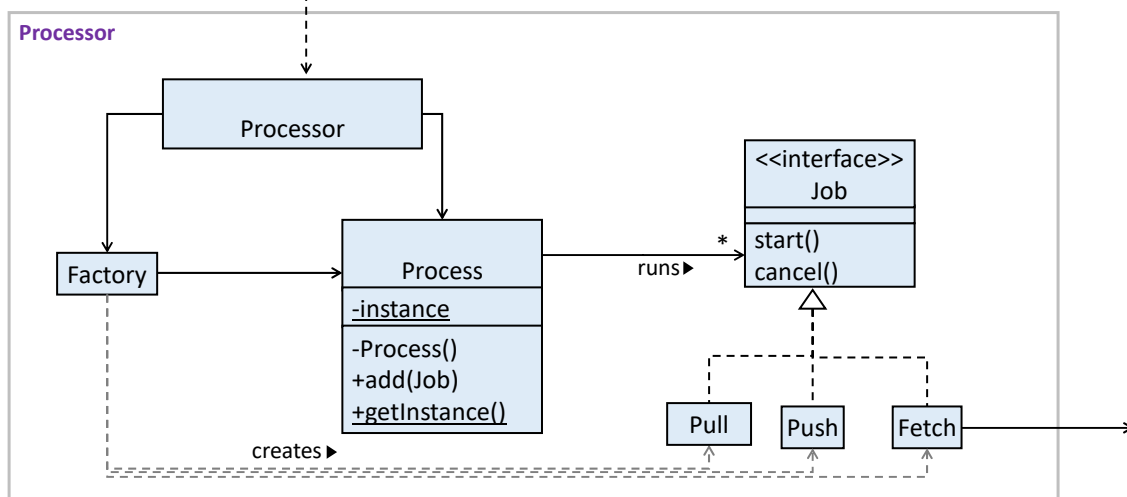 Processor
Processor
<<interface>>
Job
start()
cancel()
*
runs▶
Factory
Process
-instance
-Process()
+add(Job)
+getInstance()
Pull
Push
Fetch
creates▶